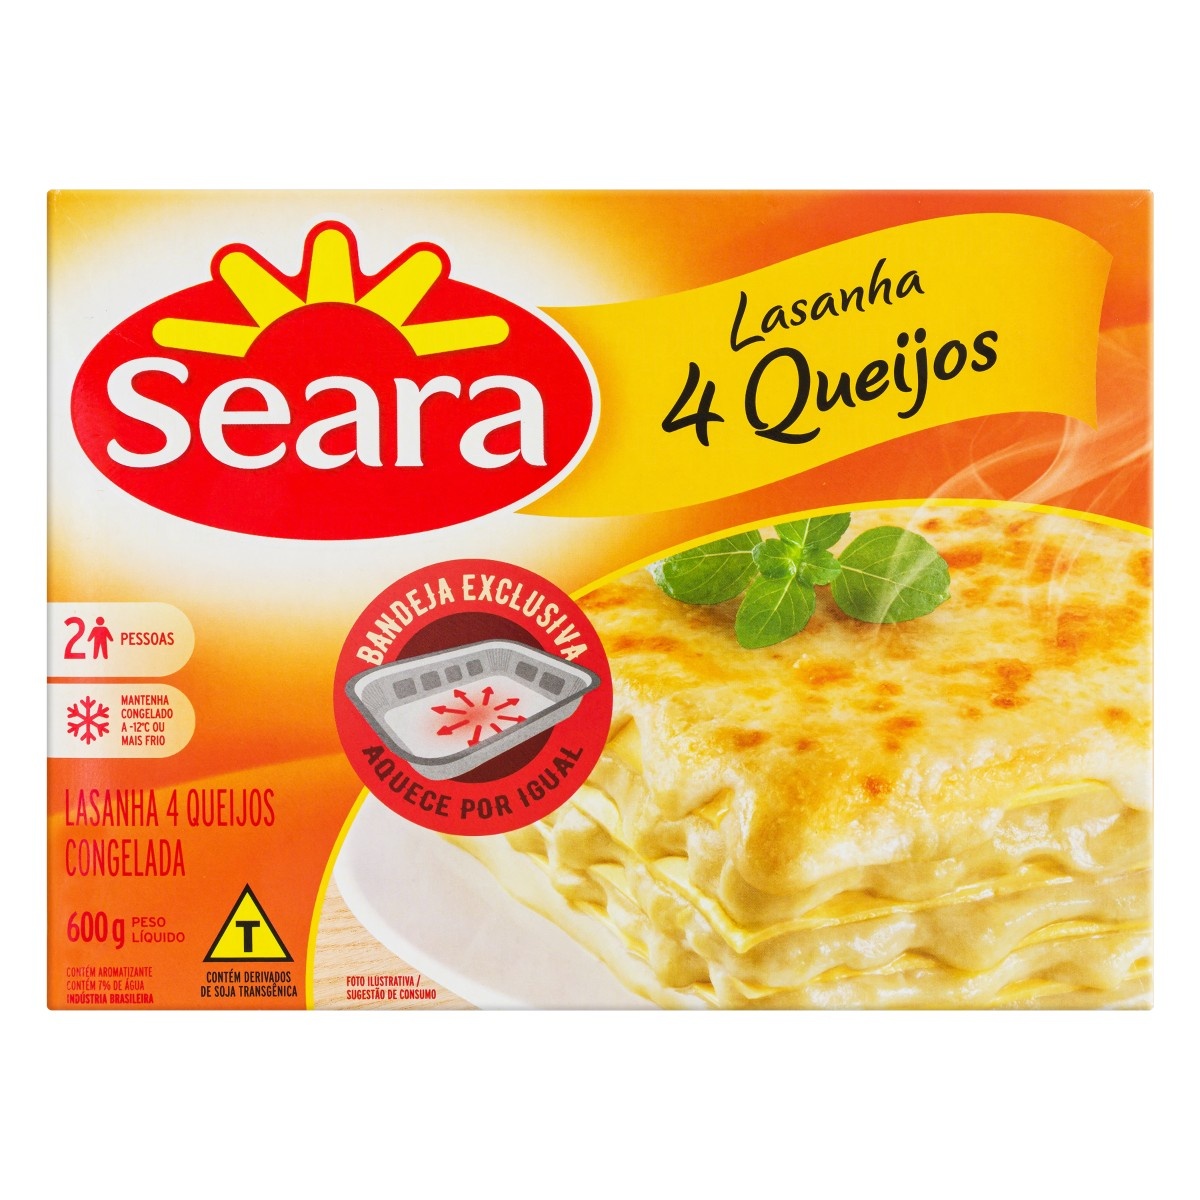 Seara
Lasanha
4 Queijos
BANDEJA EXCLUSIVA
AQUECE POR IGUAL
2 PESSOAS
MANTENHA
CONGELADO
A -12°C OU
MAIS FRIO
LASANHA 4 QUEIJOS
CONGELADA
600g PESO
LÍQUIDO
CONTÉM AROMATIZANTE
CONTÉM 7% DE ÁGUA
INDÚSTRIA BRASILEIRA
T
CONTÉM DERIVADOS
DE SOJA TRANSGÊNICA
FOTO ILUSTRATIVA /
SUGESTÃO DE CONSUMO